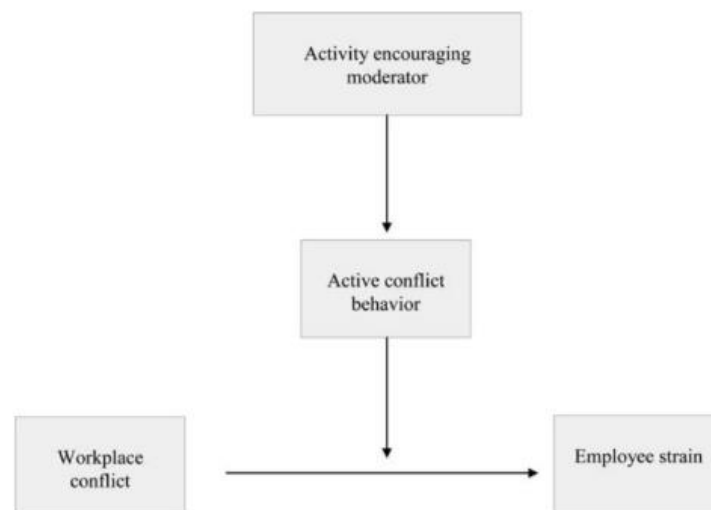 Activity encouraging
moderator
Active conflict
behavior
Workplace
conflict
Employee strain